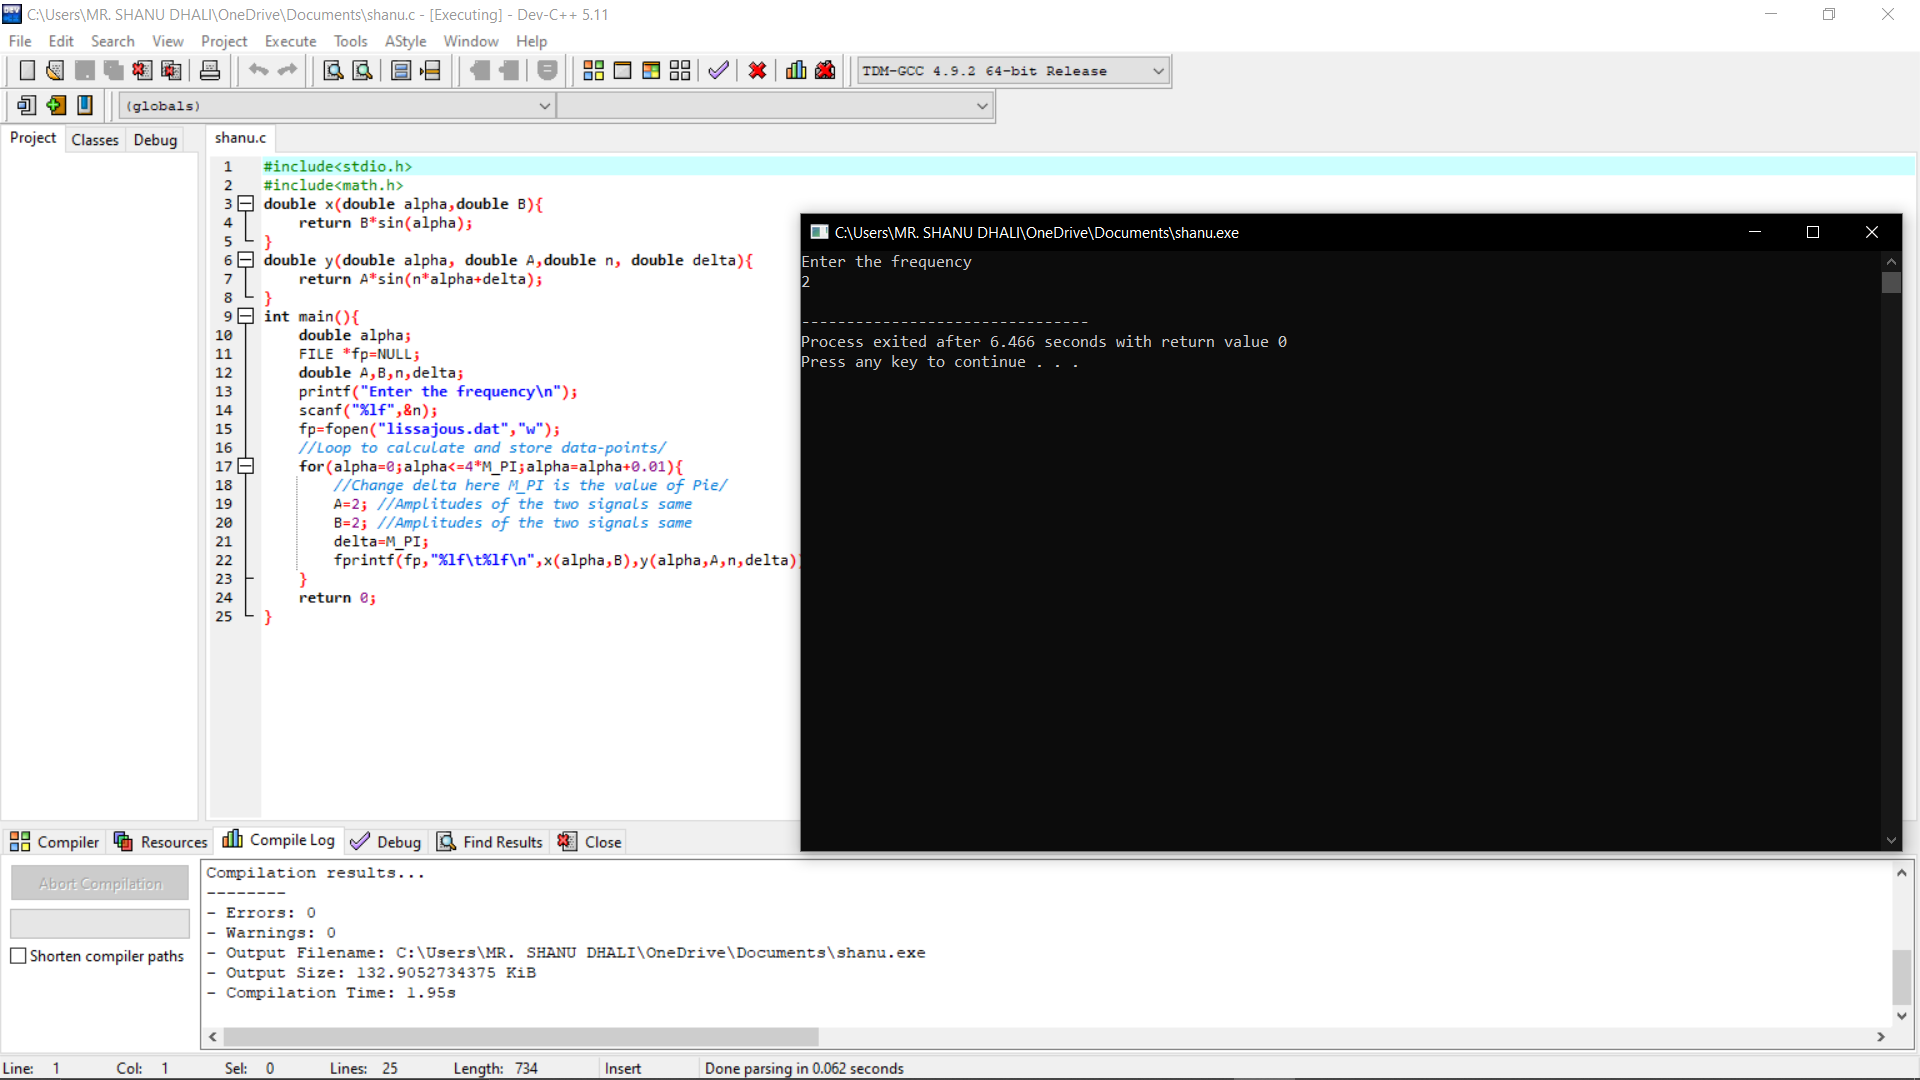 C:\Users\MR. SHANU DHALI\OneDrive\Documents\shanu.c - [Executing] - Dev-C++ 5.11
File Edit Search View Project Execute Tools AStyle Window Help
TDM-GCC 4.9.2 64-bit Release
(globals)
Project Classes Debug shanu.c
1 #include<stdio.h>
2 #include<math.h>
3 double x(double alpha,double B){
4 return B*sin(alpha);
5 }
6 double y(double alpha, double A,double n, double delta){
7 return A*sin(n*alpha+delta);
8 }
9 int main(){
10 double alpha;
11 FILE *fp=NULL;
12 double A,B,n,delta;
13 printf("Enter the frequency\n");
14 scanf("%lf",&n);
15 fp=fopen("lissajous.dat","w");
16 //Loop to calculate and store data-points/
17 for(alpha=0;alpha<=4*M_PI;alpha=alpha+0.01){
18 //Change delta here M_PI is the value of Pie/
19 A=2; //Amplitudes of the two signals same
20 B=2; //Amplitudes of the two signals same
21 delta=M_PI;
22 fprintf(fp,"%lf\t%lf\n",x(alpha,B),y(alpha,A,n,delta))
23 }
24 return 0;
25 }
C:\Users\MR. SHANU DHALI\OneDrive\Documents\shanu.exe
Enter the frequency
2
--------------------------------
Process exited after 6.466 seconds with return value 0
Press any key to continue . . .
Compiler Resources Compile Log Debug Find Results Close
Abort Compilation
Shorten compiler paths
Compilation results...
--------
- Errors: 0
- Warnings: 0
- Output Filename: C:\Users\MR. SHANU DHALI\OneDrive\Documents\shanu.exe
- Output Size: 132.9052734375 KiB
- Compilation Time: 1.95s
Line: 1 Col: 1 Sel: 0 Lines: 25 Length: 734 Insert Done parsing in 0.062 seconds